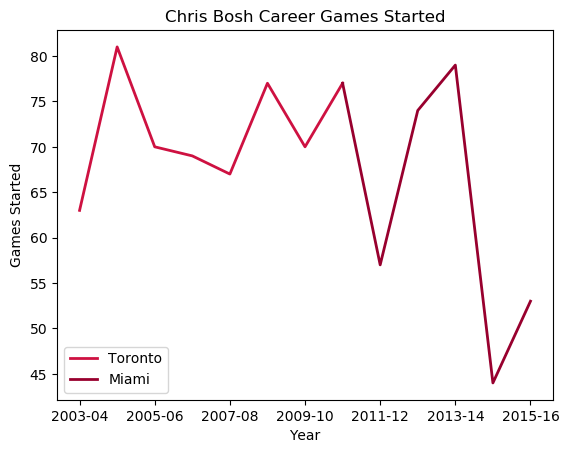 Chris Bosh Career Games Started
Games Started
80
75
70
65
60
55
50
45
Toronto
Miami
2003-04 2005-06 2007-08 2009-10 2011-12 2013-14 2015-16
Year